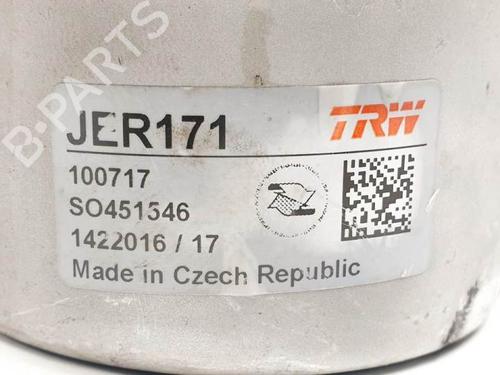 B-PARTS
JER171
TRW
100717
SO451546
1422016 / 17
Made in Czech Republic